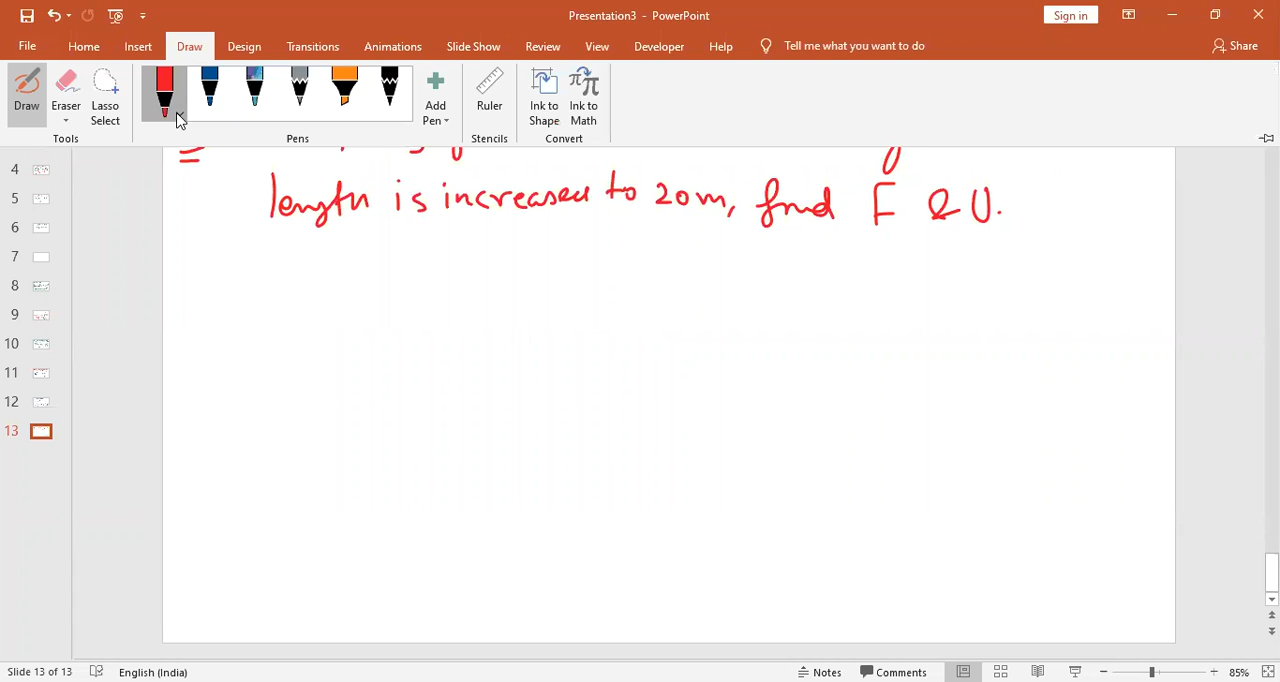 Presentation3 - PowerPoint
Sign in
File Home Insert Draw Design Transitions Animations Slide Show Review View Developer Help Tell me what you want to do Share
Draw Eraser Lasso Select Add Pen Ruler Ink to Shape Ink to Math
Tools Pens Stencils Convert
4
length is increased to 20m, find F & U.
5
6
7
8
9
10
11
12
13
Slide 13 of 13 English (India) Notes Comments 85%